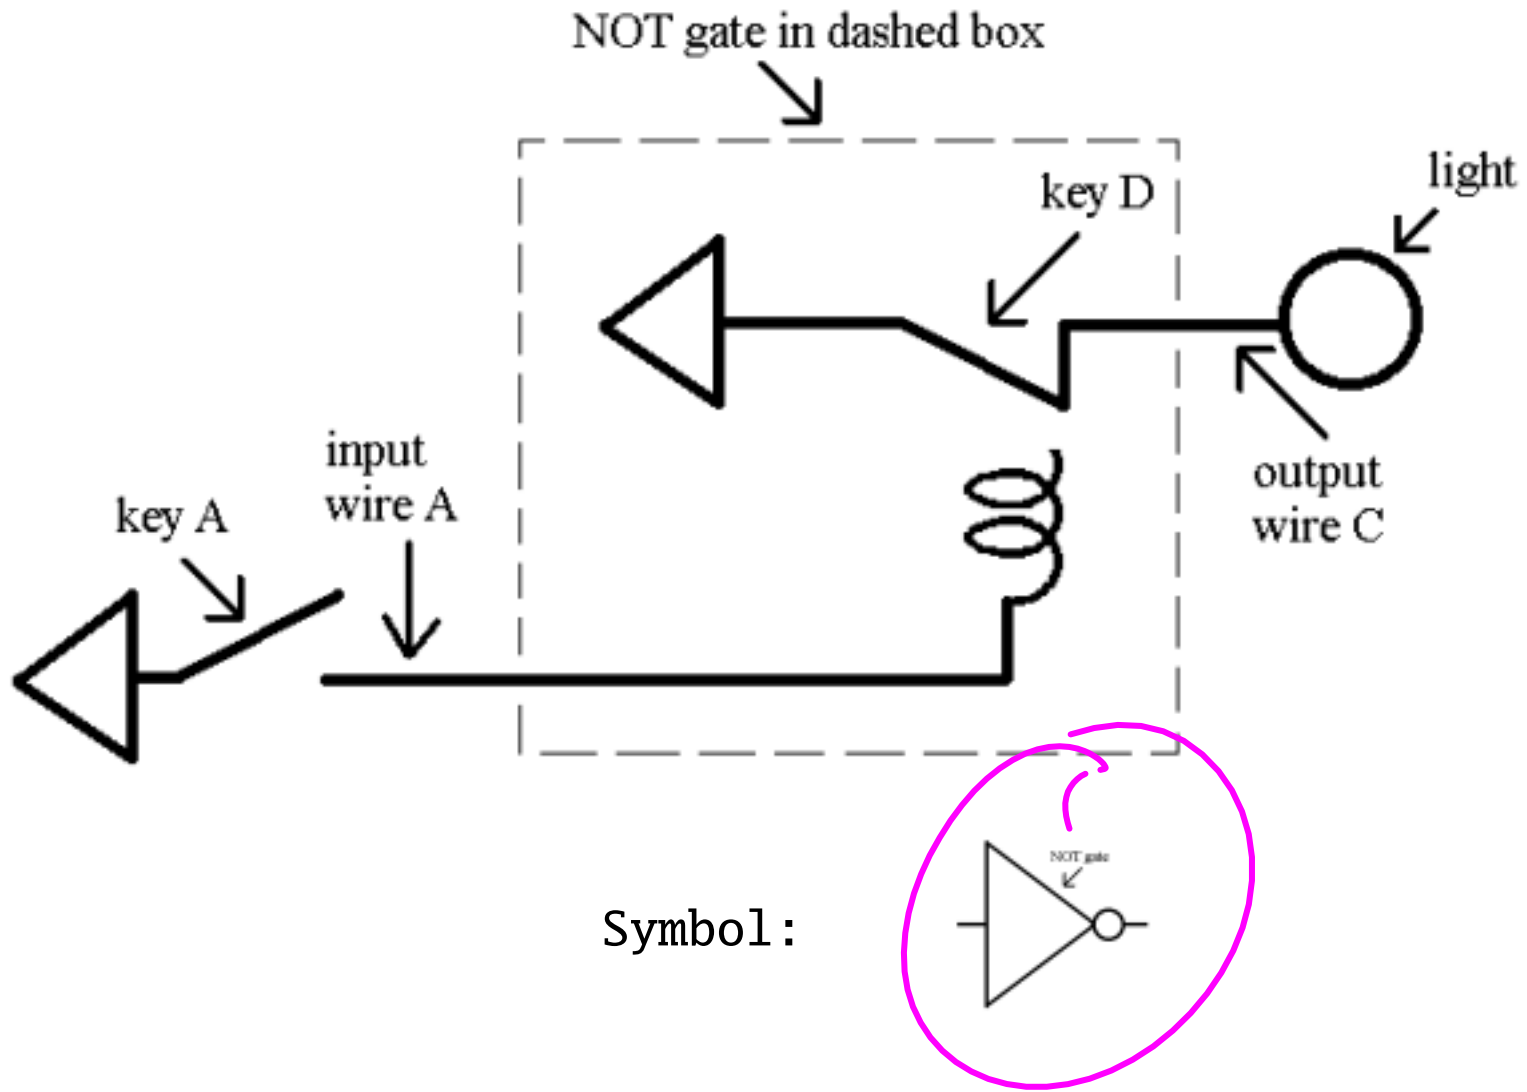 NOT gate in dashed box
key D
light
input
wire A
key A
output
wire C
NOT gate
Symbol: